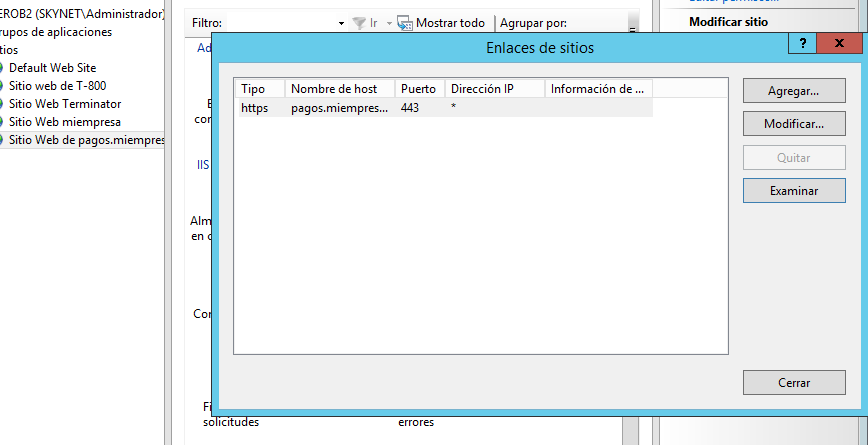 EROB2 (SKYNET\Administrador)
rupos de aplicaciones
tios
Default Web Site
Sitio web de T-800
Sitio Web Terminator
Sitio Web miempresa
Sitio Web de pagos.miempres
Filtro:
Ir
Mostrar todo
Agrupar por:
Modificar sitio
Enlaces de sitios
?
x
Tipo
Nombre de host
Puerto
Dirección IP
Información de ...
https
pagos.miempres...
443
*
Agregar...
Modificar...
Quitar
Examinar
Cerrar
Ad
E
con
IIS
Alm
en c
Cor
Fi
solicitudes
errores